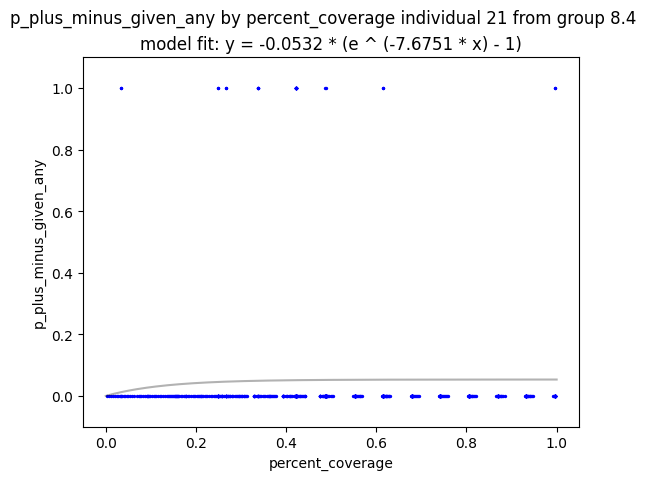 p_plus_minus_given_any by percent_coverage individual 21 from group 8.4
model fit: y = -0.0532 * (e ^ (-7.6751 * x) - 1)
1.0
0.8
0.6
0.4
0.2
0.0
p_plus_minus_given_any
0.0 0.2 0.4 0.6 0.8 1.0
percent_coverage